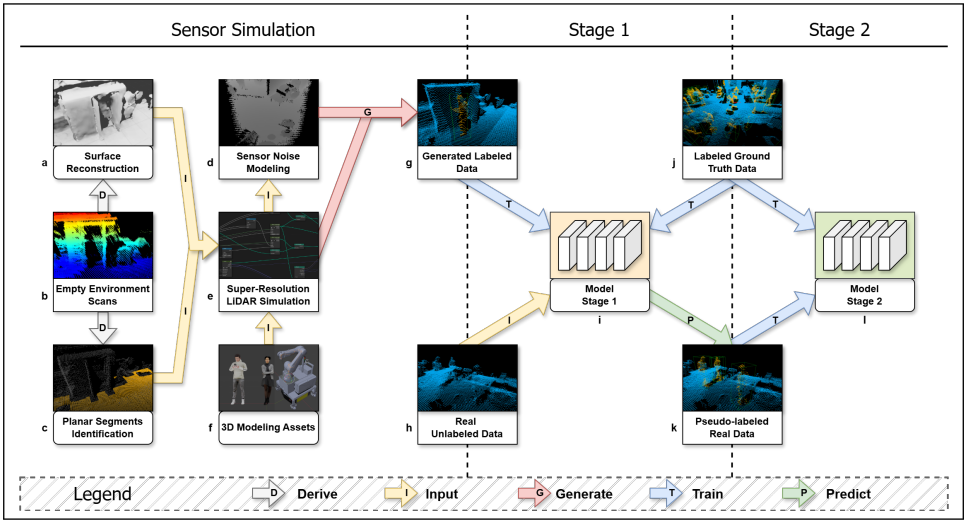 Sensor Simulation
Stage 1
Stage 2
a
Surface
Reconstruction
D
b
Empty Environment
Scans
D
c
Planar Segments
Identification
I
I
d
Sensor Noise
Modeling
I
e
Super-Resolution
LiDAR Simulation
I
f
3D Modeling Assets
G
g
Generated Labeled
Data
T
h
Real
Unlabeled Data
I
Model
Stage 1
i
T
P
j
Labeled Ground
Truth Data
T
k
Pseudo-labeled
Real Data
T
Model
Stage 2
l
Legend
D
Derive
I
Input
G
Generate
T
Train
P
Predict